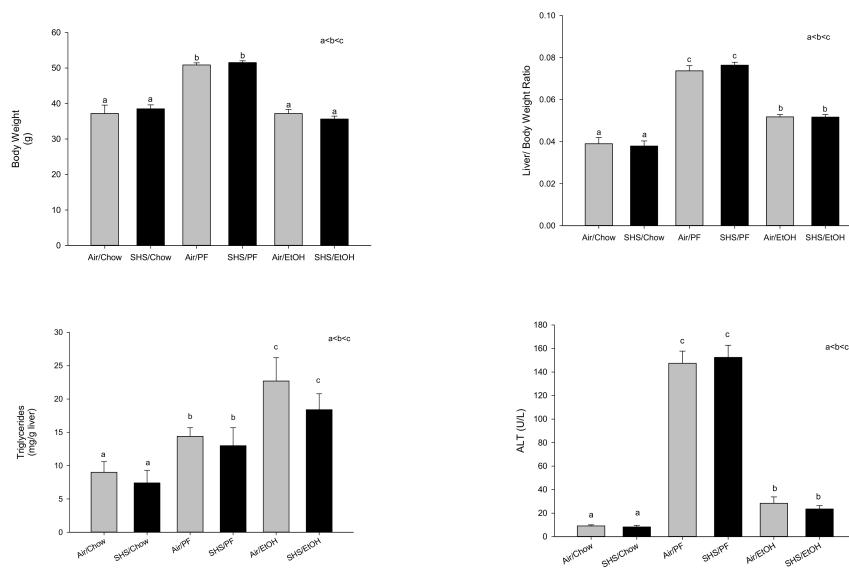 60
50
40
30
20
10
0
Body Weight
(g)
a<b<c
a
a
b
b
a
a
Air/Chow SHS/Chow Air/PF SHS/PF Air/EtOH SHS/EtOH
0.10
0.08
0.06
0.04
0.02
0.00
Liver/ Body Weight Ratio
a<b<c
a
a
c
c
b
b
Air/Chow SHS/Chow Air/PF SHS/PF Air/EtOH SHS/EtOH
30
25
20
15
10
5
0
Triglycerides
(mg/g liver)
a<b<c
a
a
b
b
c
c
Air/Chow SHS/Chow Air/PF SHS/PF Air/EtOH SHS/EtOH
180
160
140
120
100
80
60
40
20
0
ALT (U/L)
a<b<c
a
a
c
c
b
b
Air/Chow SHS/Chow Air/PF SHS/PF Air/EtOH SHS/EtOH